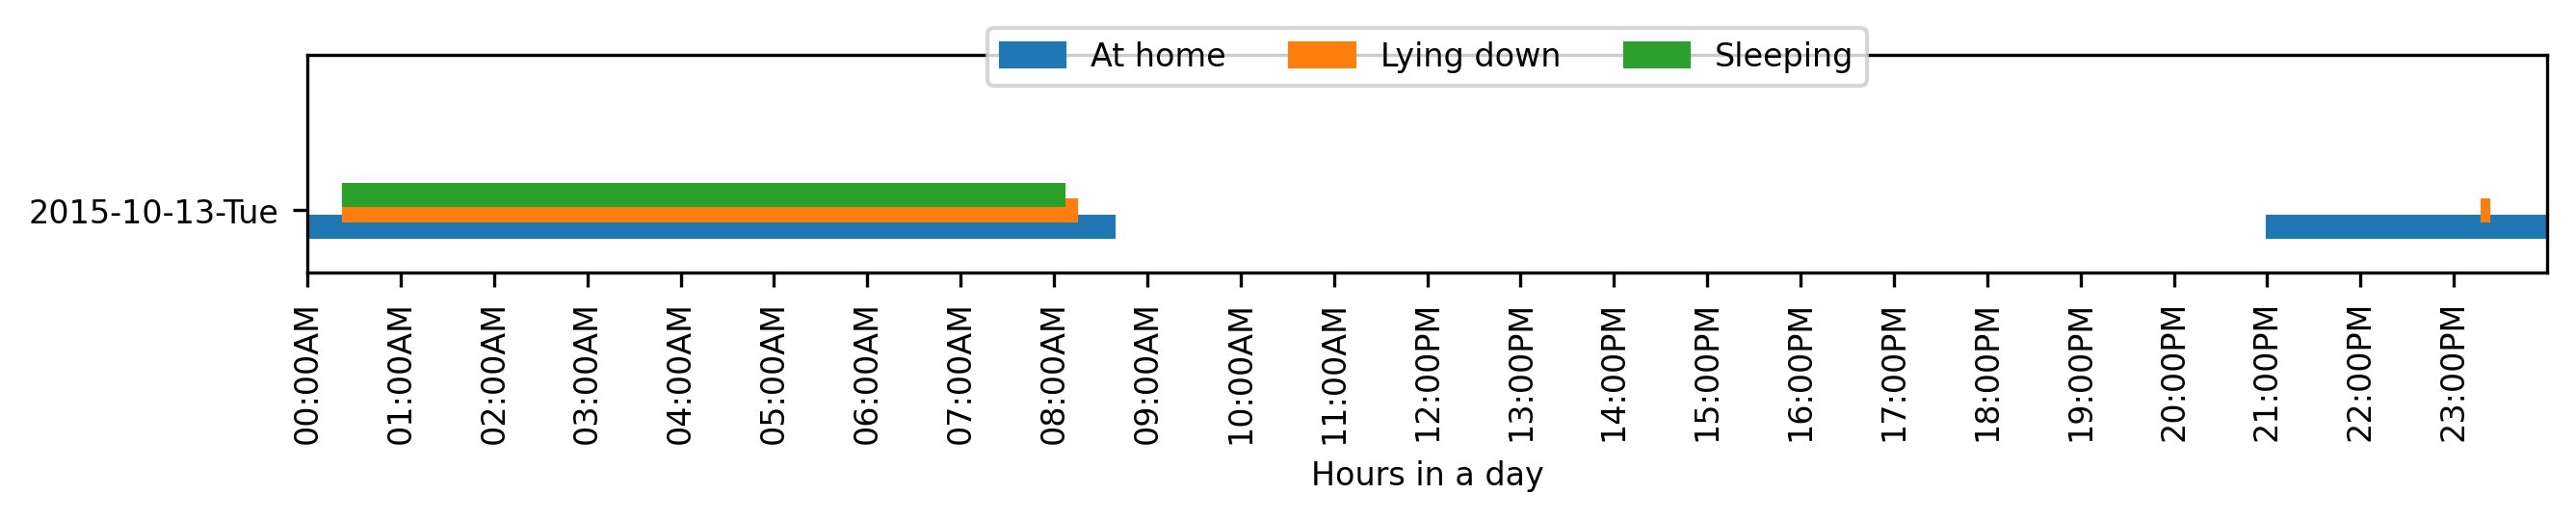 At home Lying down Sleeping
2015-10-13-Tue
00:00AM
01:00AM
02:00AM
03:00AM
04:00AM
05:00AM
06:00AM
07:00AM
08:00AM
09:00AM
10:00AM
11:00AM
12:00PM
13:00PM
14:00PM
15:00PM
16:00PM
17:00PM
18:00PM
19:00PM
20:00PM
21:00PM
22:00PM
23:00PM
Hours in a day